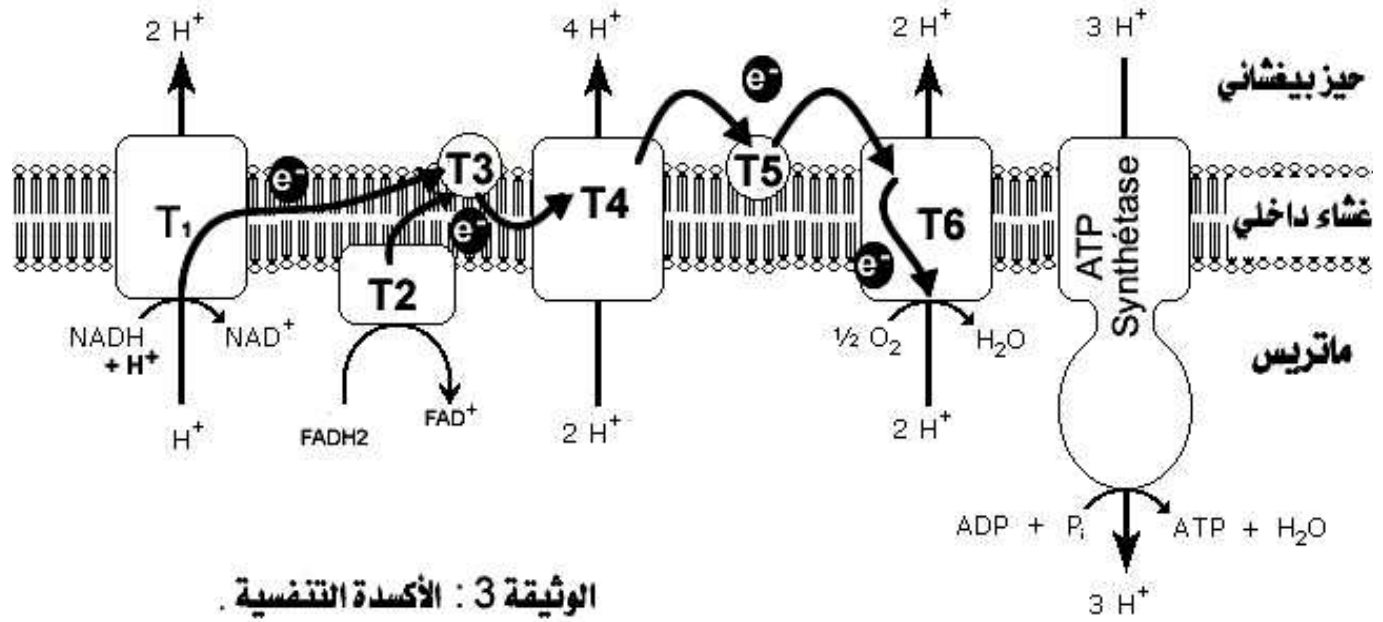 2 H⁺
4 H⁺
2 H⁺
3 H⁺
حيز بيغشاني
e⁻
e⁻
T3
T5
T₁
e⁻
T4
T6
غشاء داخلي
T2
e⁻
ATP Synthétase
NADH + H⁺
NAD⁺
½ O₂
H₂O
ماتريس
H⁺
FADH2
FAD⁺
2 H⁺
2 H⁺
ADP + Pᵢ
ATP + H₂O
3 H⁺
الوثيقة 3 : الأكسدة التنفسية .